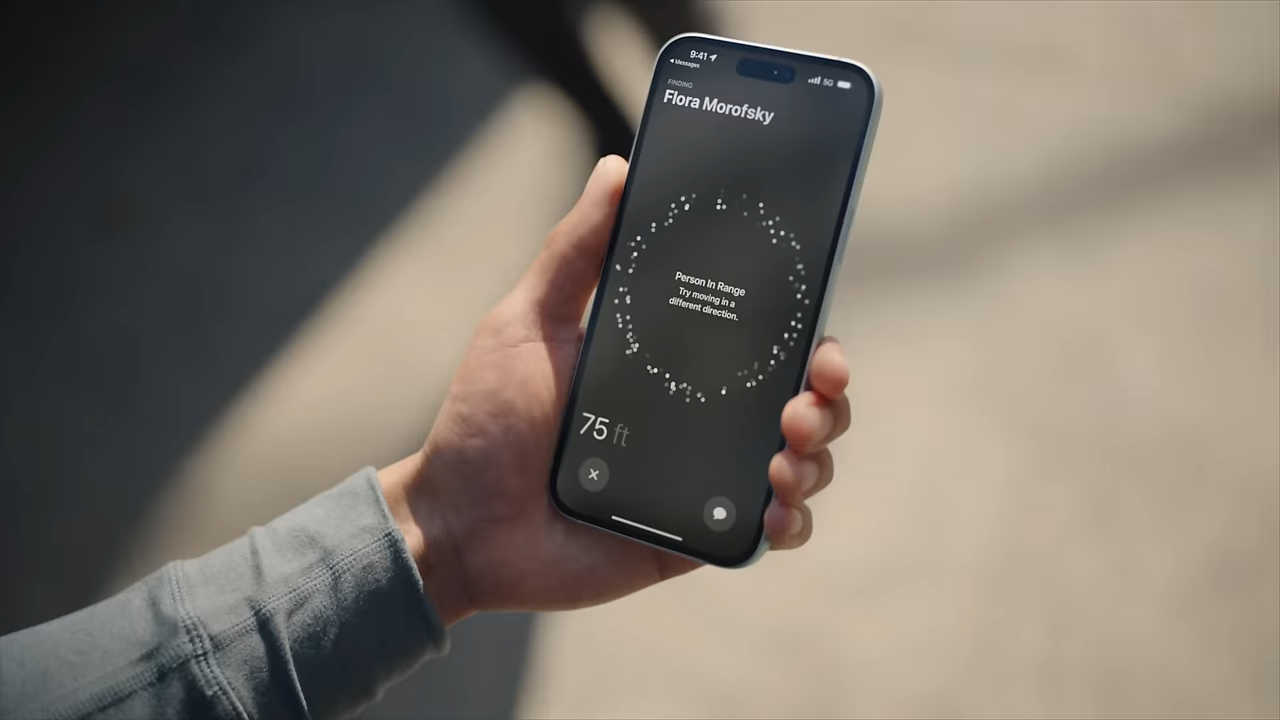 9:41
5G
◀ Messages
FINDING
Flora Morofsky
Person In Range
Try moving in a
different direction.
75 ft